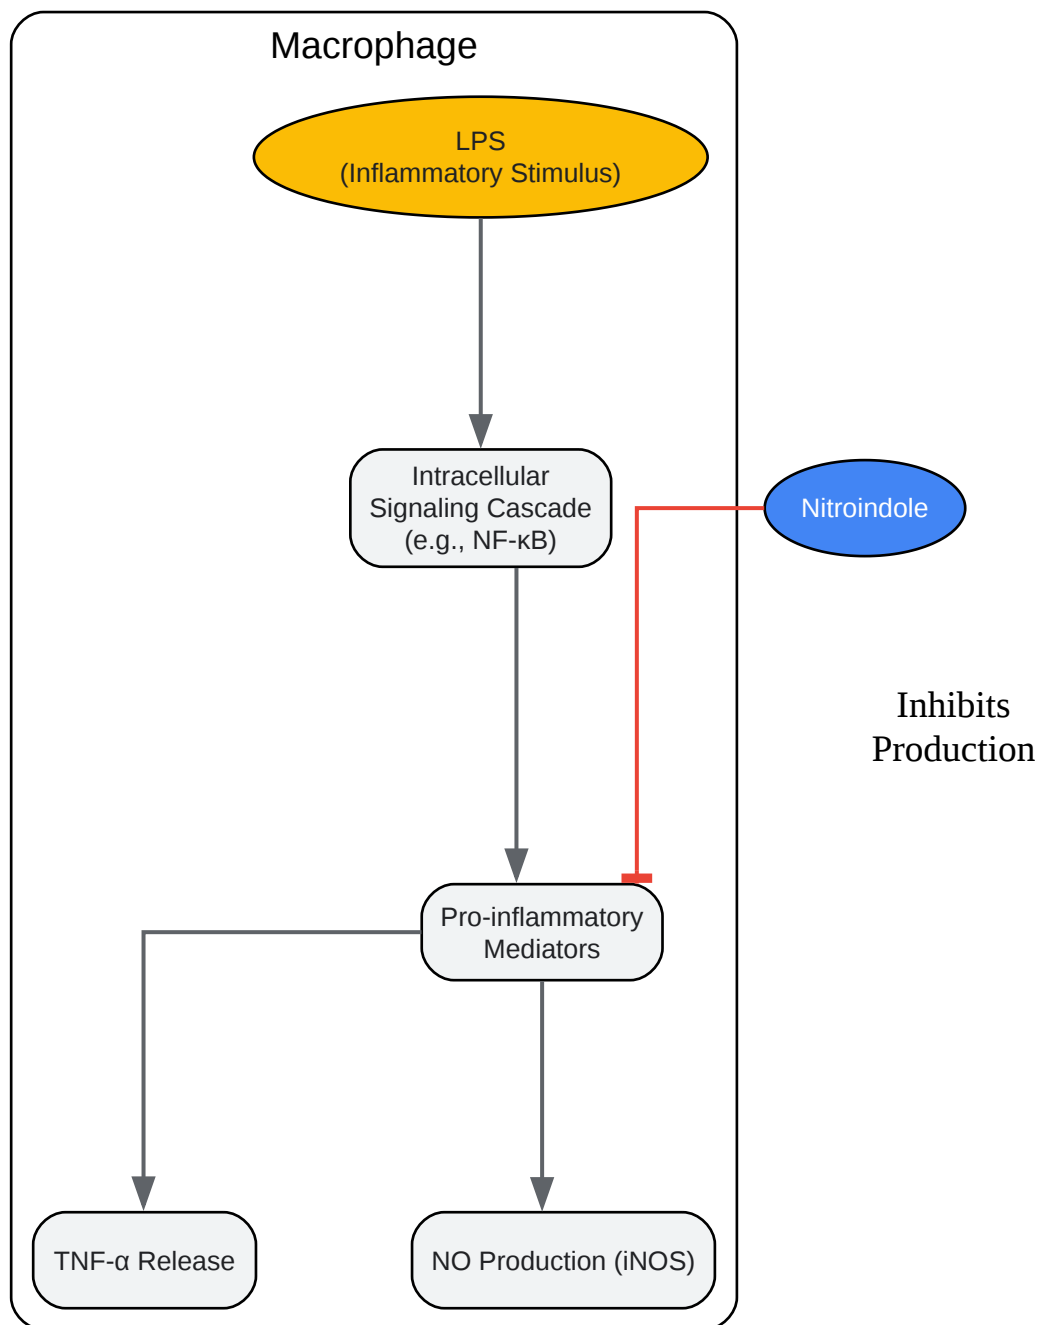 Macrophage
LPS
(Inflammatory Stimulus)
Intracellular
Signaling Cascade
(e.g., NF-κB)
Nitroindole
Inhibits
Production
Pro-inflammatory
Mediators
TNF-α Release
NO Production (iNOS)